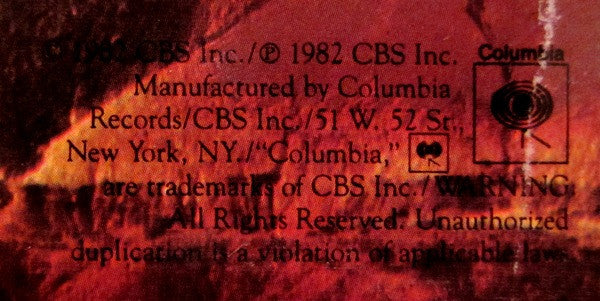 © 1982 CBS Inc./℗ 1982 CBS Inc.
Columbia
Manufactured by Columbia
Records/CBS Inc./51 W. 52 St.,
New York, NY./"Columbia,"
are trademarks of CBS Inc./WARNING:
All Rights Reserved. Unauthorized
duplication is a violation of applicable laws.